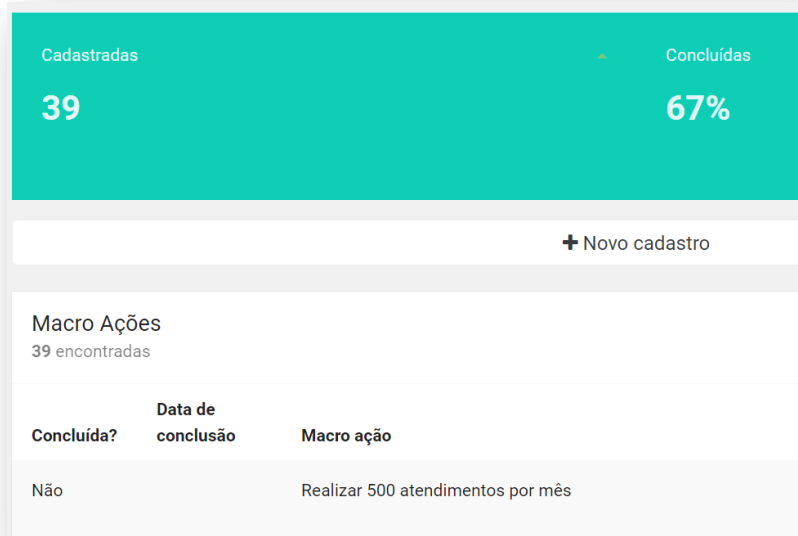 Cadastradas
Concluídas
39
67%
Novo cadastro
Macro Ações
39 encontradas
Concluída?
Data de
conclusão
Macro ação
Não
Realizar 500 atendimentos por mês